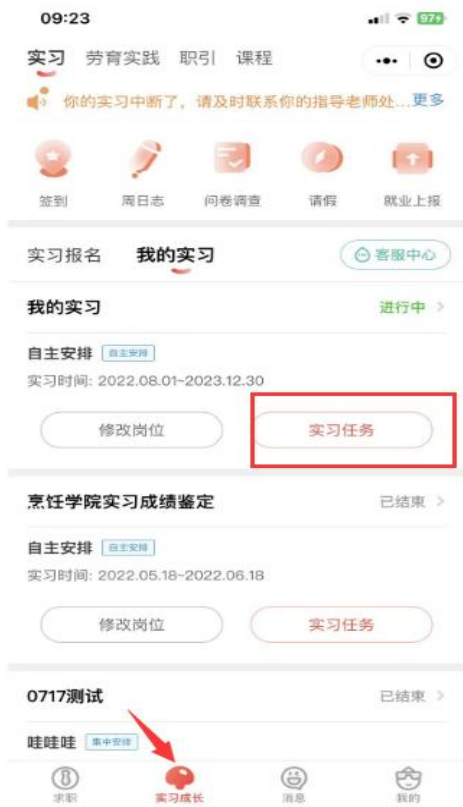 09:23
97
实习 劳育实践 职引 课程
你的实习中断了，请及时联系你的指导老师处...更多
签到 周日志 问卷调查 请假 就业上报
实习报名 我的实习 客服中心
我的实习 进行中
自主安排 自主安排
实习时间: 2022.08.01~2023.12.30
修改岗位 实习任务
烹饪学院实习成绩鉴定 已结束
自主安排 自主安排
实习时间: 2022.05.18~2022.06.18
修改岗位 实习任务
0717测试 已结束
哇哇哇 集中安排
求职 实习成长 消息 我的